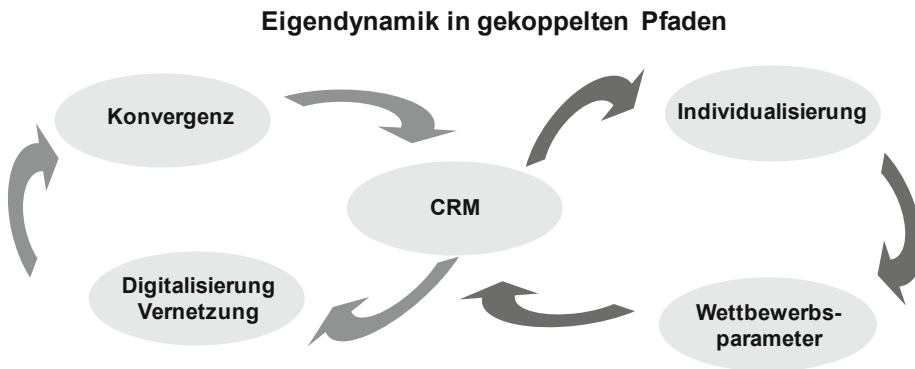 Eigendynamik in gekoppelten Pfaden
Konvergenz
Individualisierung
CRM
Digitalisierung
Vernetzung
Wettbewerbs-
parameter